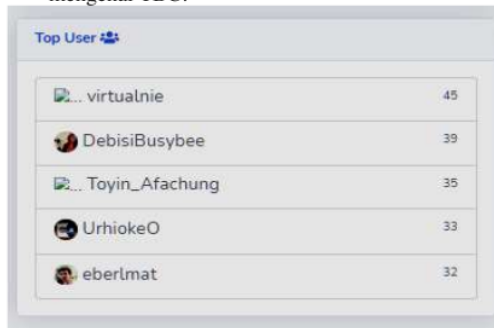 Top User
... virtualnie 45
DebisiBusybee 39
... Toyin_Afachung 35
UrhiokeO 33
eberlmat 32